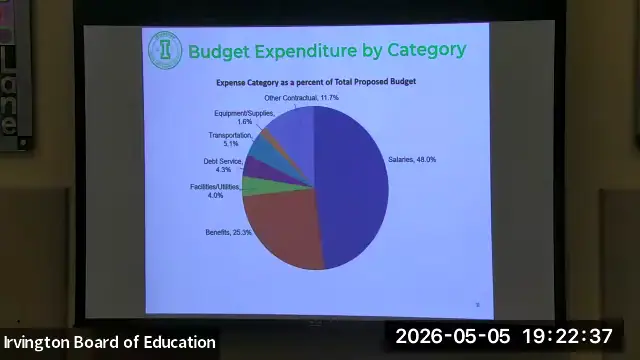 Budget Expenditure by Category
Expense Category as a percent of Total Proposed Budget
Other Contractual, 11.7%
Equipment/Supplies,
1.6%
Transportation,
5.1%
Debt Service,
4.3%
Facilities/Utilities,
4.0%
Benefits, 25.3%
Salaries, 48.0%
Lane
I
Irvington Board of Education
2026-05-05 19:22:37